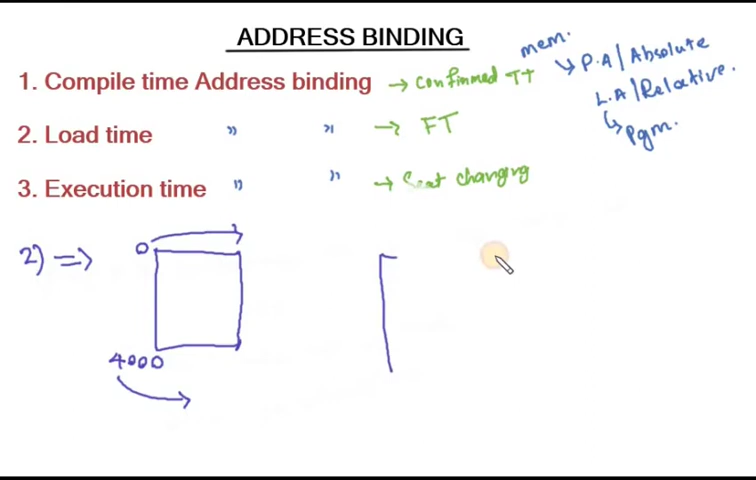 ADDRESS BINDING
mem.
P.A/Absolute
L.A/Relative.
Pgm.
1. Compile time Address binding → Confirmed TT
2. Load time " " → FT
3. Execution time " " → Seat changing
2) ⇒ 0
4000